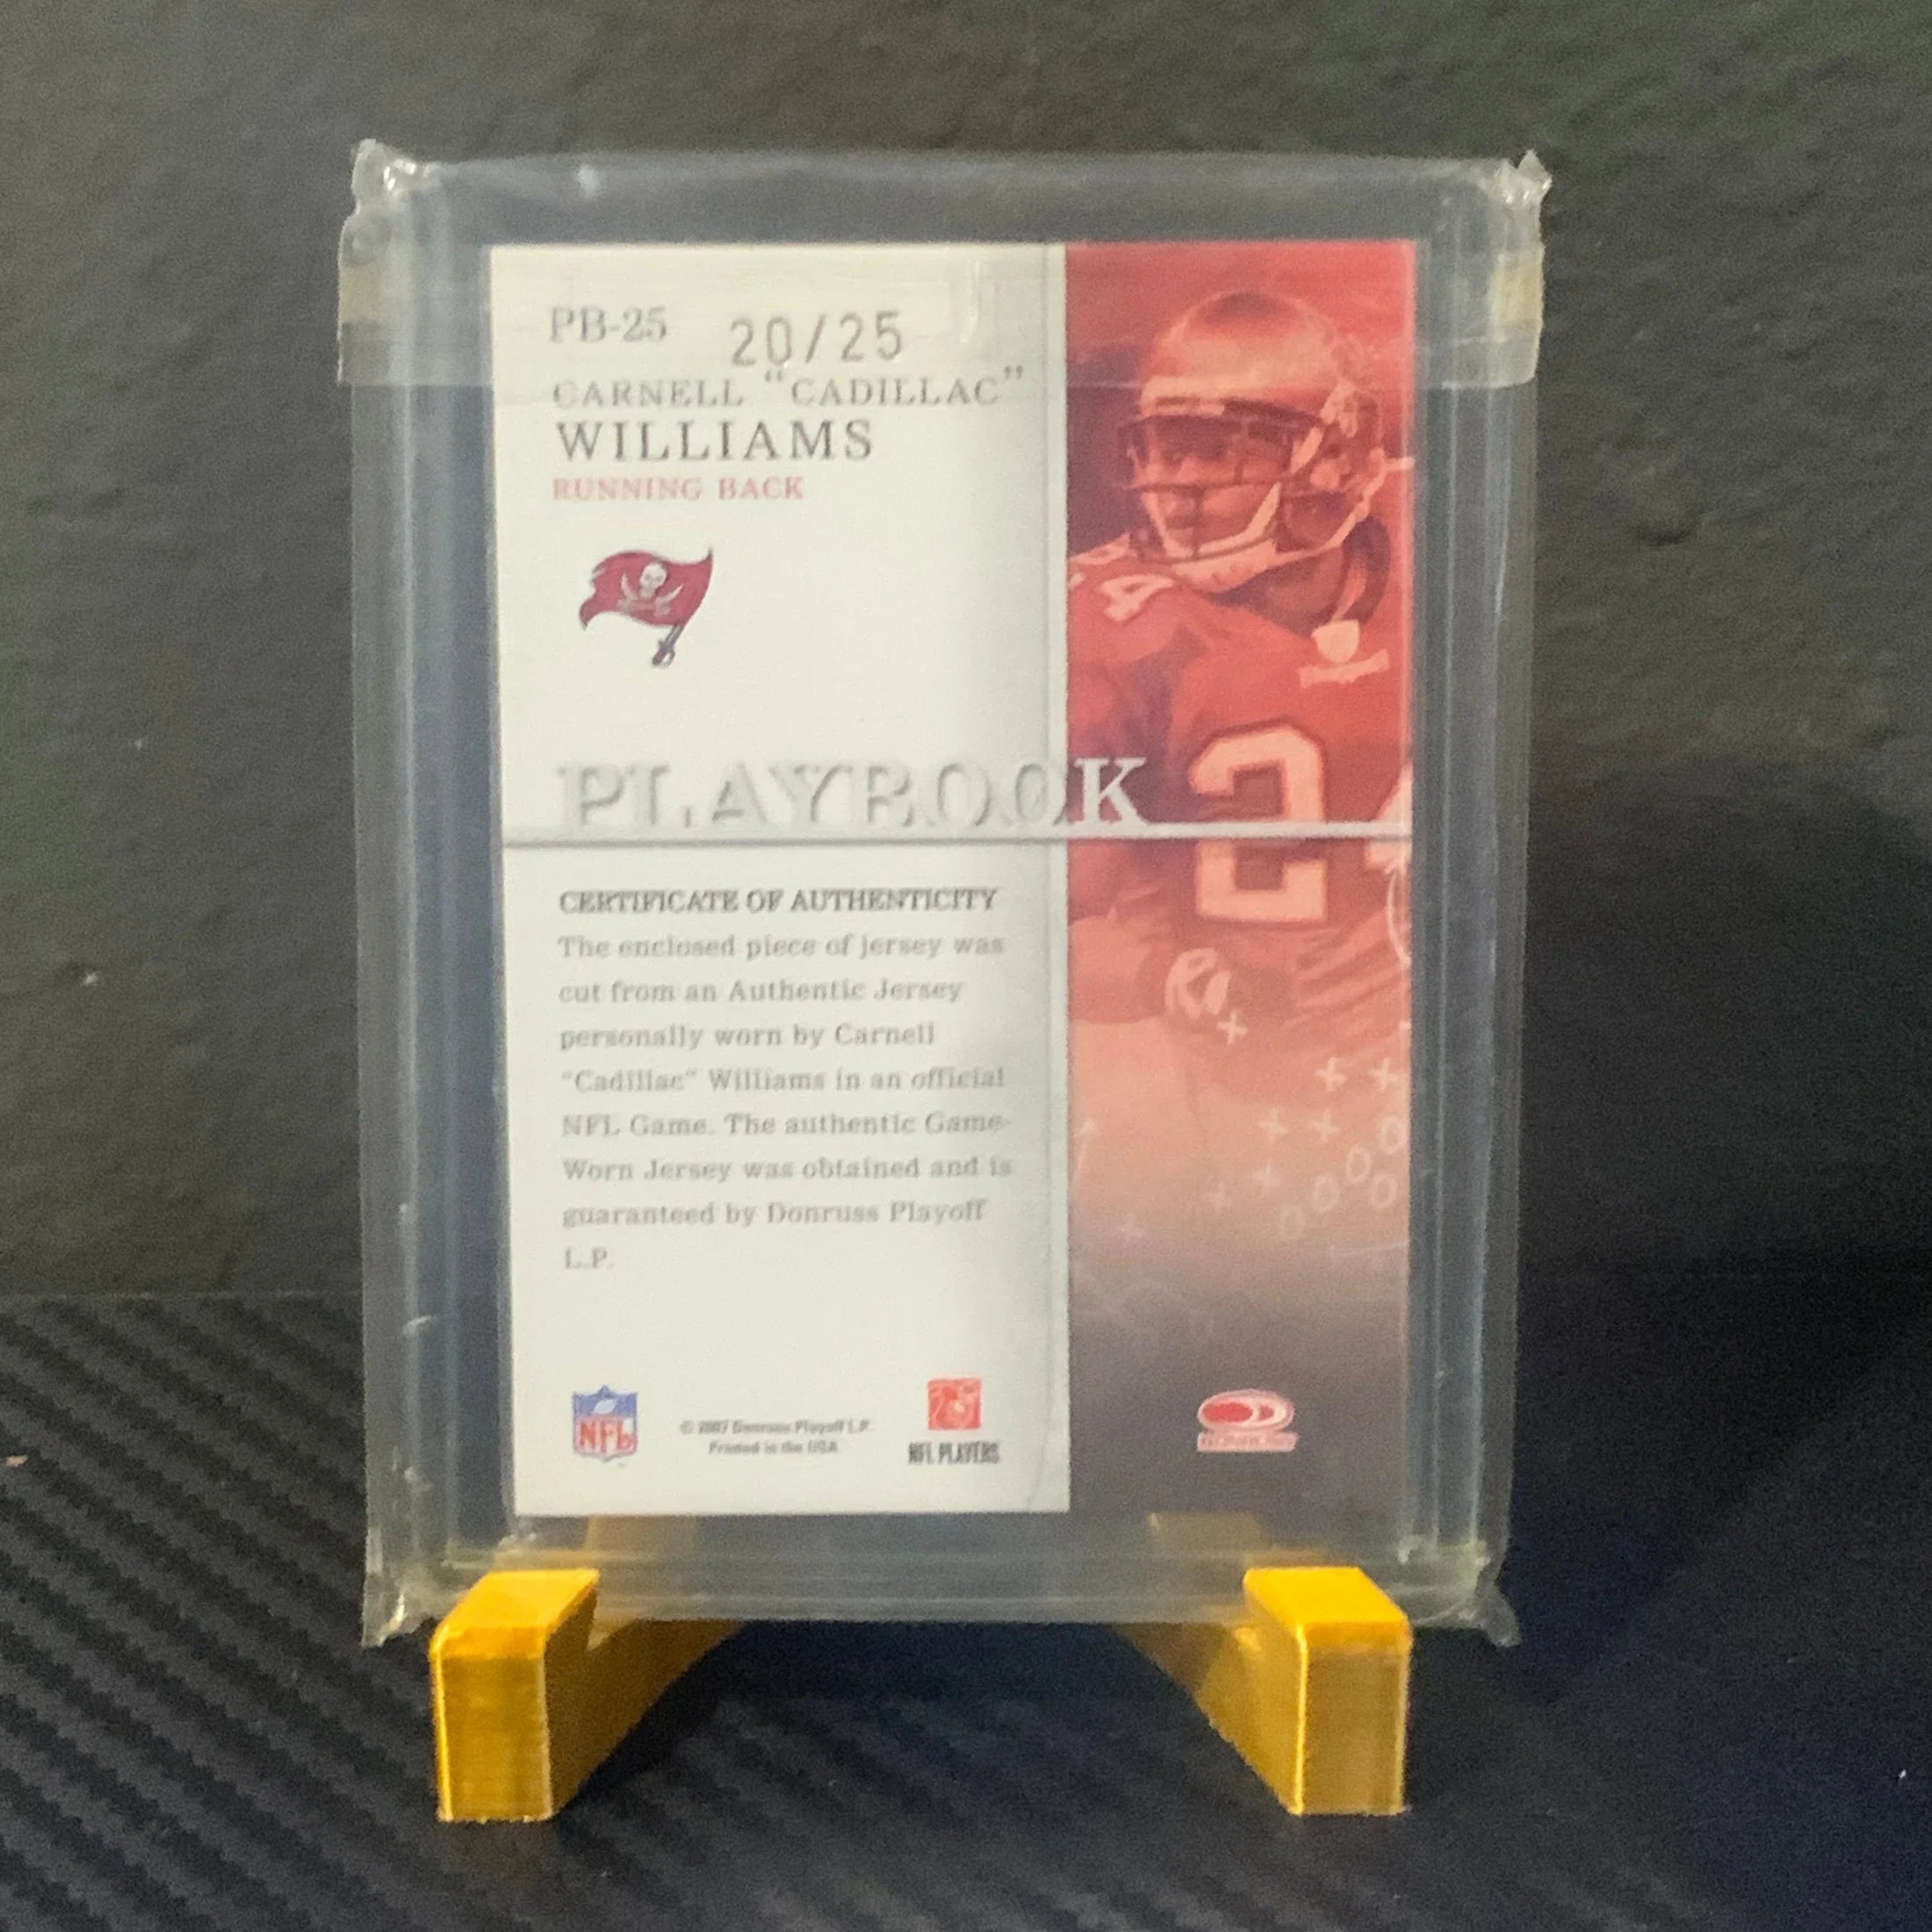 PB-25 20/25
CARNELL "CADILLAC"
WILLIAMS
RUNNING BACK
4
PLAYBOOK
2
CERTIFICATE OF AUTHENTICITY
The enclosed piece of jersey was
cut from an Authentic Jersey
personally worn by Carnell
"Cadillac" Williams in an official
NFL Game. The authentic Game-
Worn Jersey was obtained and is
guaranteed by Donruss Playoff
L.P.
NFL
© 2007 Donruss Playoff L.P.
Printed in the USA
NFL PLAYERS